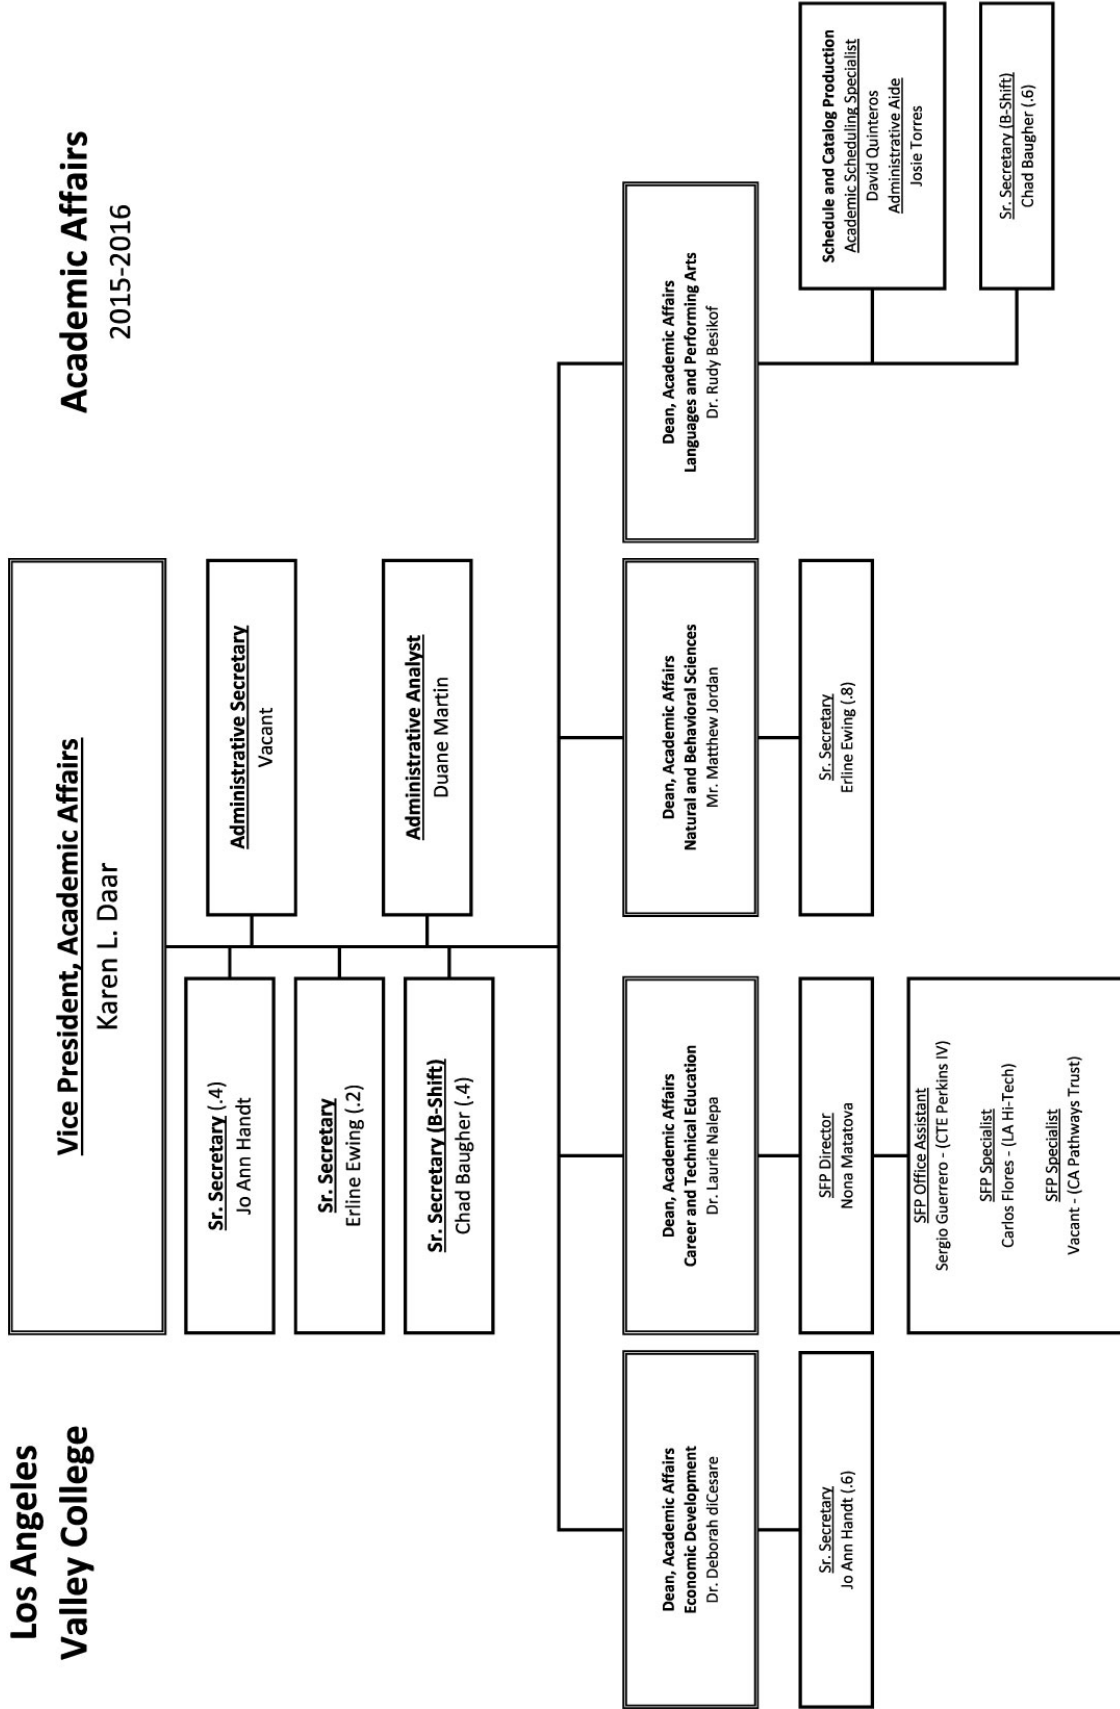 Los Angeles
Valley College
Academic Affairs
2015-2016
Vice President, Academic Affairs
Karen L. Daar
Sr. Secretary (.4)
Jo Ann Handt
Administrative Secretary
Vacant
Sr. Secretary
Erline Ewing (.2)
Administrative Analyst
Duane Martin
Sr. Secretary (B-Shift)
Chad Baugher (.4)
Dean, Academic Affairs
Economic Development
Dr. Deborah diCesare
Dean, Academic Affairs
Career and Technical Education
Dr. Laurie Nalepa
Dean, Academic Affairs
Natural and Behavioral Sciences
Mr. Matthew Jordan
Dean, Academic Affairs
Languages and Performing Arts
Dr. Rudy Besikof
Sr. Secretary
Jo Ann Handt (.6)
SFP Director
Nona Matatova
Sr. Secretary
Erline Ewing (.8)
Schedule and Catalog Production
Academic Scheduling Specialist
David Quinteros
Administrative Aide
Josie Torres
SFP Office Assistant
Sergio Guerrero - (CTE Perkins IV)
SFP Specialist
Carlos Flores - (LA Hi-Tech)
SFP Specialist
Vacant - (CA Pathways Trust)
Sr. Secretary (B-Shift)
Chad Baugher (.6)